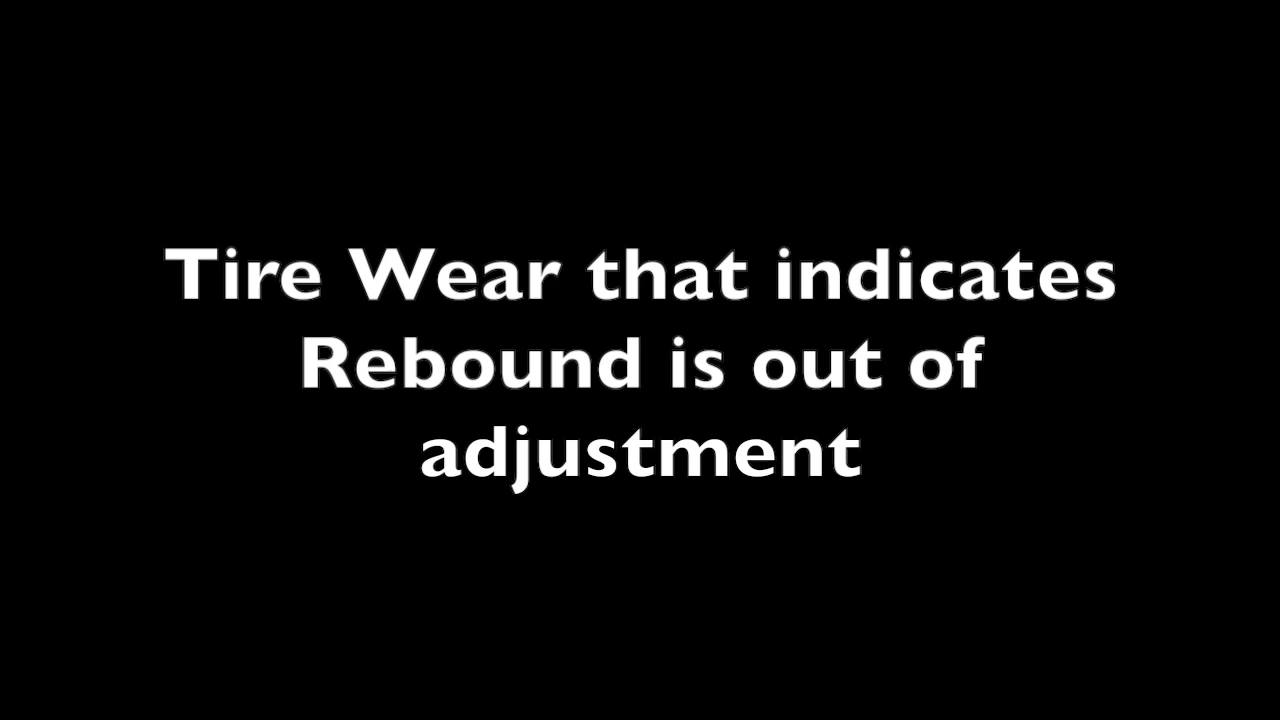 Tire Wear that indicates
Rebound is out of
adjustment